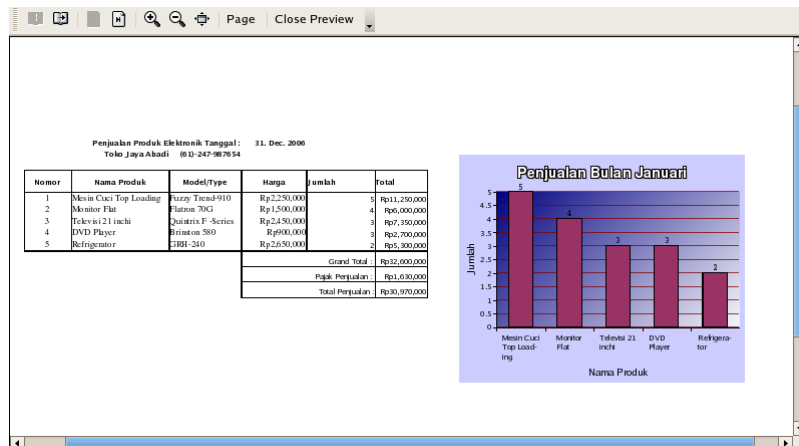 Page Close Preview
Penjualan Produk Elektronik Tanggal : 31. Dec. 2006
Toko Jaya Abadi (61)-247-987654
Nomor Nama Produk Model/Type Harga Jumlah Total
1 Mesin Cuci Top Loading Fuzzy Trend-910 Rp2,250,000 5 Rp11,250,000
2 Monitor Flat Flatron 70G Rp1,500,000 4 Rp6,000,000
3 Televisi 21 inchi Quintrix F -Series Rp2,450,000 3 Rp7,350,000
4 DVD Player Brinston 580 Rp900,000 3 Rp2,700,000
5 Refrigerator GRH-240 Rp2,650,000 2 Rp5,300,000
Grand Total : Rp32,600,000
Pajak Penjualan : Rp1,630,000
Total Penjualan : Rp30,970,000
Penjualan Bulan Januari
5
4.5
4
3.5
3
2.5
2
1.5
1
0.5
0
Jumlah
5
4
3
3
2
Mesin Cuci Top Load-
ing
Monitor
Flat
Televisi 21
inchi
DVD
Player
Refrigera-
tor
Nama Produk